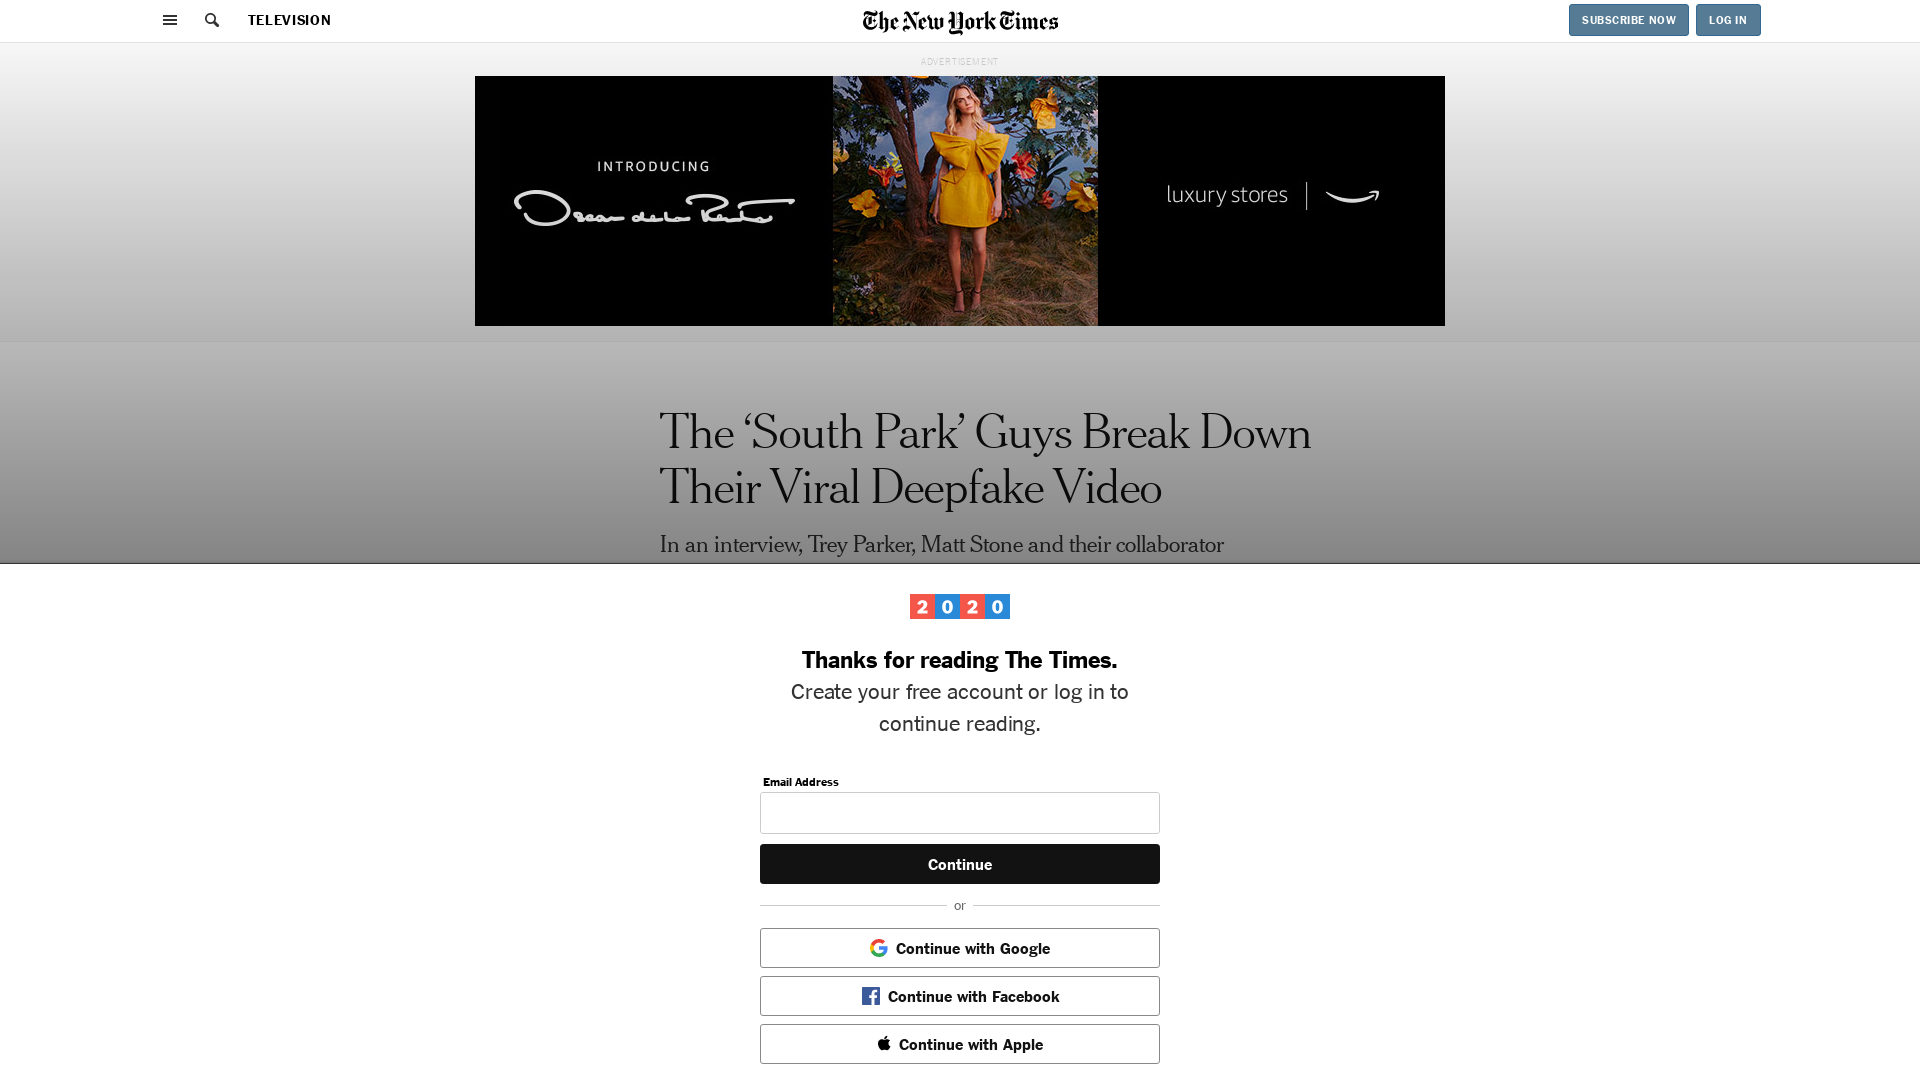 TELEVISION
The New York Times
SUBSCRIBE NOW
LOG IN
ADVERTISEMENT
INTRODUCING
Oscar de la Renta
luxury stores
The ‘South Park’ Guys Break Down
Their Viral Deepfake Video
In an interview, Trey Parker, Matt Stone and their collaborator
2020
Thanks for reading The Times.
Create your free account or log in to
continue reading.
Email Address
Continue
or
Continue with Google
Continue with Facebook
Continue with Apple